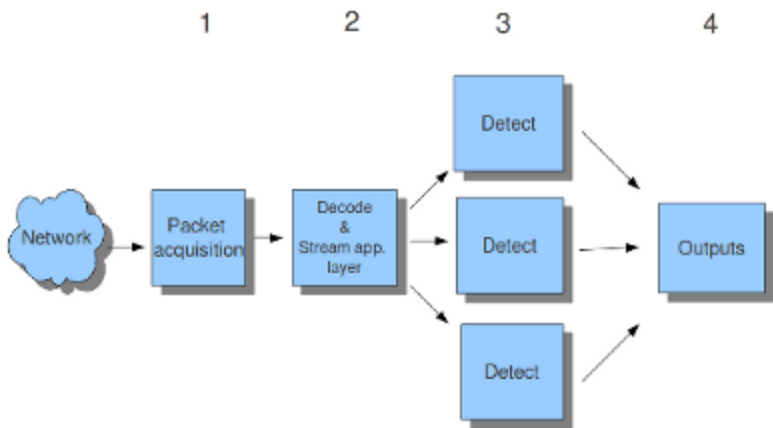 1
2
3
4
Network
Packet
acquisition
Decode
&
Stream app.
layer
Detect
Detect
Detect
Outputs